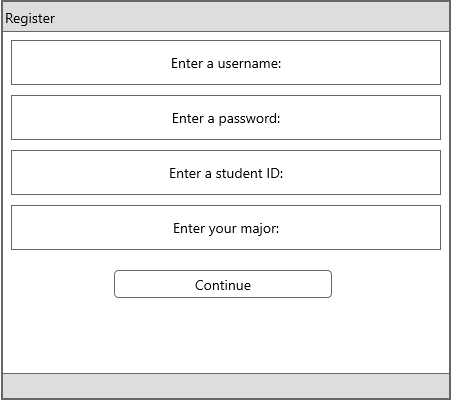 Register
Enter a username:
Enter a password:
Enter a student ID:
Enter your major:
Continue